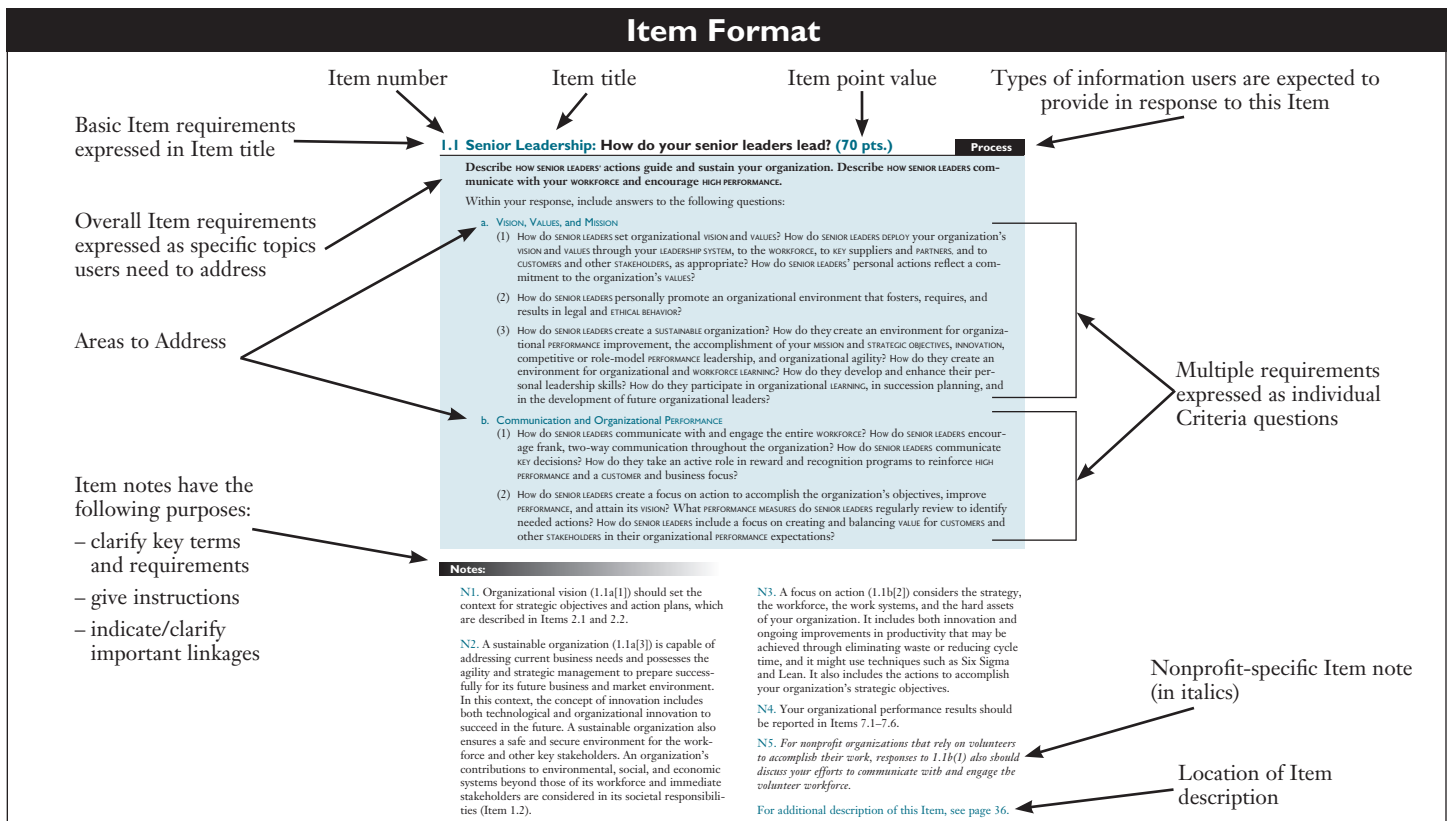 Item Format
Item number
Item title
Item point value
Types of information users are expected to
provide in response to this Item
Basic Item requirements
expressed in Item title
Overall Item requirements
expressed as specific topics
users need to address
Areas to Address
Item notes have the
following purposes:
– clarify key terms
and requirements
– give instructions
– indicate/clarify
important linkages
1.1 Senior Leadership: How do your senior leaders lead? (70 pts.)
Process
Describe HOW SENIOR LEADERS' actions guide and sustain your organization. Describe HOW SENIOR LEADERS com-
municate with your WORKFORCE and encourage HIGH PERFORMANCE.
Within your response, include answers to the following questions:
a. VISION, VALUES, and MISSION
(1) HOW do SENIOR LEADERS set organizational VISION and VALUES? HOW do SENIOR LEADERS DEPLOY your organization's
VISION and VALUES through your LEADERSHIP SYSTEM, to the WORKFORCE, to KEY suppliers and PARTNERS, and to
CUSTOMERS and other STAKEHOLDERS, as appropriate? HOW do SENIOR LEADERS' personal actions reflect a com-
mitment to the organization's VALUES?
(2) HOW do SENIOR LEADERS personally promote an organizational environment that fosters, requires, and
results in legal and ETHICAL BEHAVIOR?
(3) HOW do SENIOR LEADERS create a SUSTAINABLE organization? HOW do they create an environment for organiza-
tional PERFORMANCE improvement, the accomplishment of your MISSION and STRATEGIC OBJECTIVES, INNOVATION,
competitive or role-model PERFORMANCE leadership, and organizational agility? HOW do they create an
environment for organizational and WORKFORCE LEARNING? HOW do they develop and enhance their per-
sonal leadership skills? HOW do they participate in organizational LEARNING, in succession planning, and
in the development of future organizational leaders?
b. Communication and Organizational PERFORMANCE
(1) HOW do SENIOR LEADERS communicate with and engage the entire WORKFORCE? HOW do SENIOR LEADERS encour-
age frank, two-way communication throughout the organization? HOW do SENIOR LEADERS communicate
KEY decisions? HOW do they take an active role in reward and recognition programs to reinforce HIGH
PERFORMANCE and a CUSTOMER and business focus?
(2) HOW do SENIOR LEADERS create a focus on action to accomplish the organization's objectives, improve
PERFORMANCE, and attain its VISION? What PERFORMANCE MEASURES do SENIOR LEADERS regularly review to identify
needed actions? HOW do SENIOR LEADERS include a focus on creating and balancing VALUE for CUSTOMERS and
other STAKEHOLDERS in their organizational PERFORMANCE expectations?
Multiple requirements
expressed as individual
Criteria questions
Notes:
N1. Organizational vision (1.1a[1]) should set the
context for strategic objectives and action plans, which
are described in Items 2.1 and 2.2.
N2. A sustainable organization (1.1a[3]) is capable of
addressing current business needs and possesses the
agility and strategic management to prepare success-
fully for its future business and market environment.
In this context, the concept of innovation includes
both technological and organizational innovation to
succeed in the future. A sustainable organization also
ensures a safe and secure environment for the work-
force and other key stakeholders. An organization's
contributions to environmental, social, and economic
systems beyond those of its workforce and immediate
stakeholders are considered in its societal responsibili-
ties (Item 1.2).
N3. A focus on action (1.1b[2]) considers the strategy,
the workforce, the work systems, and the hard assets
of your organization. It includes both innovation and
ongoing improvements in productivity that may be
achieved through eliminating waste or reducing cycle
time, and it might use techniques such as Six Sigma
and Lean. It also includes the actions to accomplish
your organization's strategic objectives.
N4. Your organizational performance results should
be reported in Items 7.1–7.6.
N5. For nonprofit organizations that rely on volunteers
to accomplish their work, responses to 1.1b(1) also should
discuss your efforts to communicate with and engage the
volunteer workforce.
For additional description of this Item, see page 36.
Nonprofit-specific Item note
(in italics)
Location of Item
description